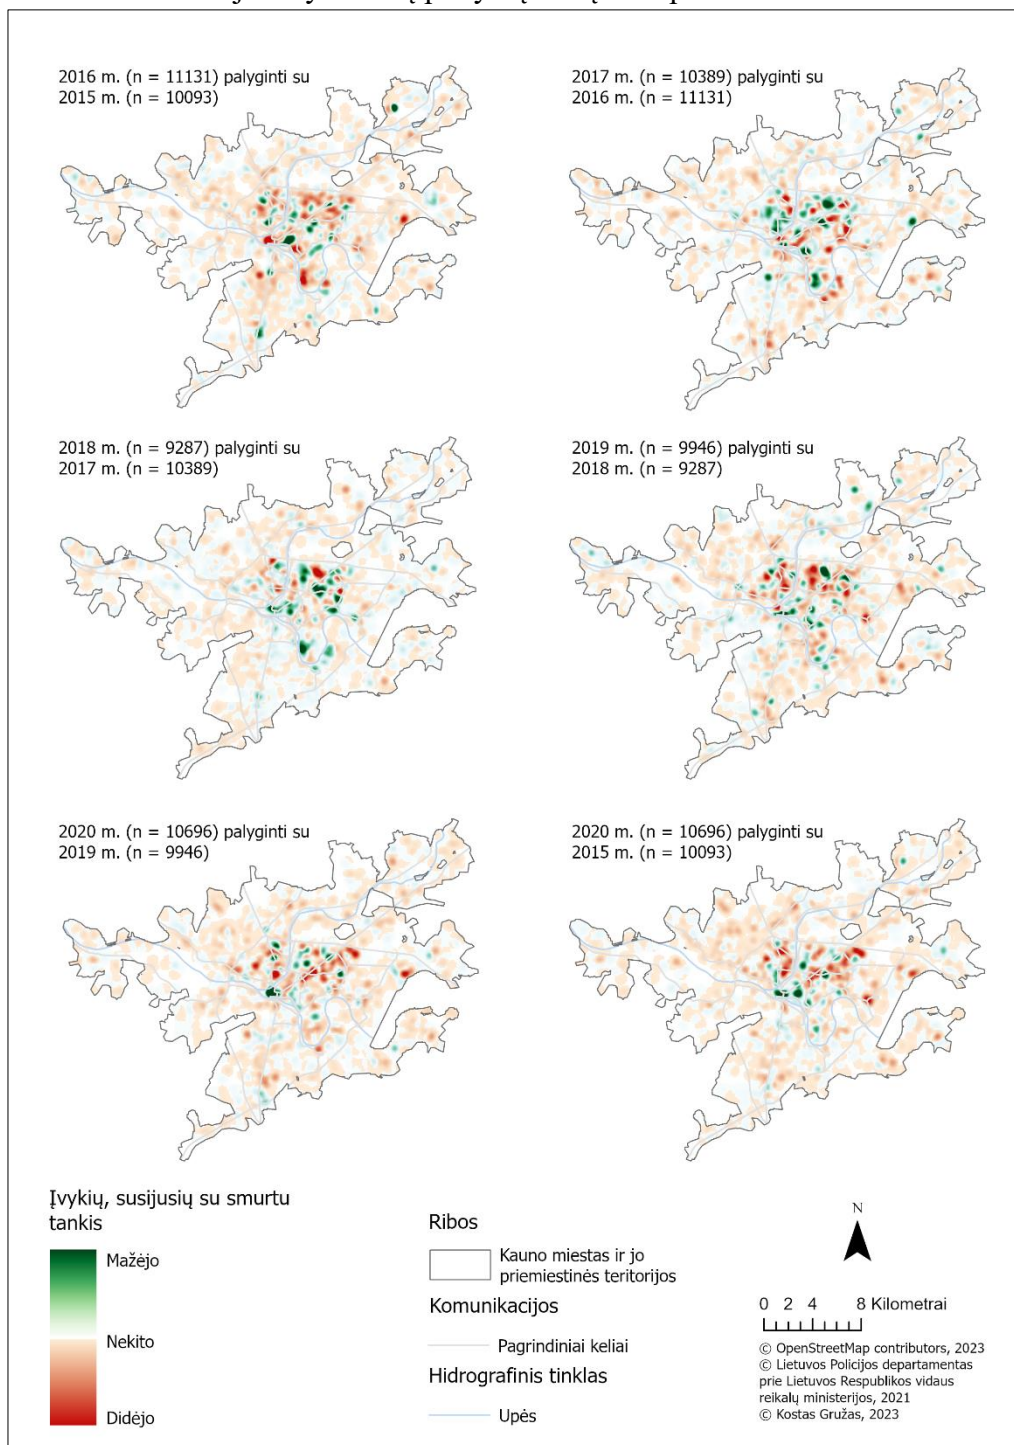 2016 m. (n = 11131) palyginti su
2015 m. (n = 10093)
2017 m. (n = 10389) palyginti su
2016 m. (n = 11131)
2018 m. (n = 9287) palyginti su
2017 m. (n = 10389)
2019 m. (n = 9946) palyginti su
2018 m. (n = 9287)
2020 m. (n = 10696) palyginti su
2019 m. (n = 9946)
2020 m. (n = 10696) palyginti su
2015 m. (n = 10093)
Įvykių, susijusių su smurtu
tankis
Mažėjo
Nekito
Didėjo
Ribos
Kauno miestas ir jo
priemiestinės teritorijos
Komunikacijos
Pagrindiniai keliai
Hidrografinis tinklas
Upės
N
0 2 4 8 Kilometrai
© OpenStreetMap contributors, 2023
© Lietuvos Policijos departamentas
prie Lietuvos Respublikos vidaus
reikalų ministerijos, 2021
© Kostas Gružas, 2023